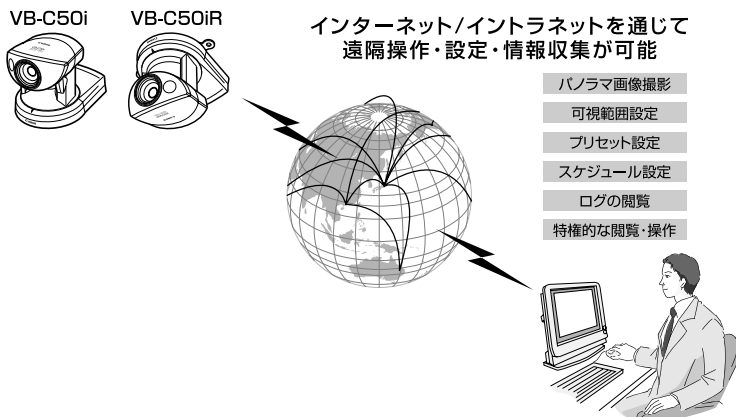 VB-C50i
VB-C50iR
インターネット/イントラネットを通じて
遠隔操作・設定・情報収集が可能
パノラマ画像撮影
可視範囲設定
プリセット設定
スケジュール設定
ログの閲覧
特権的な閲覧・操作